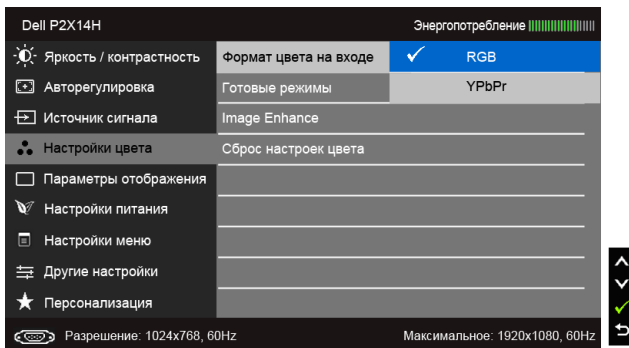 Dell P2X14H
Энергопотребление
Яркость / контрастность
Формат цвета на входе
RGB
Авторегулировка
Готовые режимы
YPbPr
Источник сигнала
Image Enhance
Настройки цвета
Сброс настроек цвета
Параметры отображения
Настройки питания
Настройки меню
Другие настройки
Персонализация
Разрешение: 1024x768, 60Hz
Максимальное: 1920x1080, 60Hz